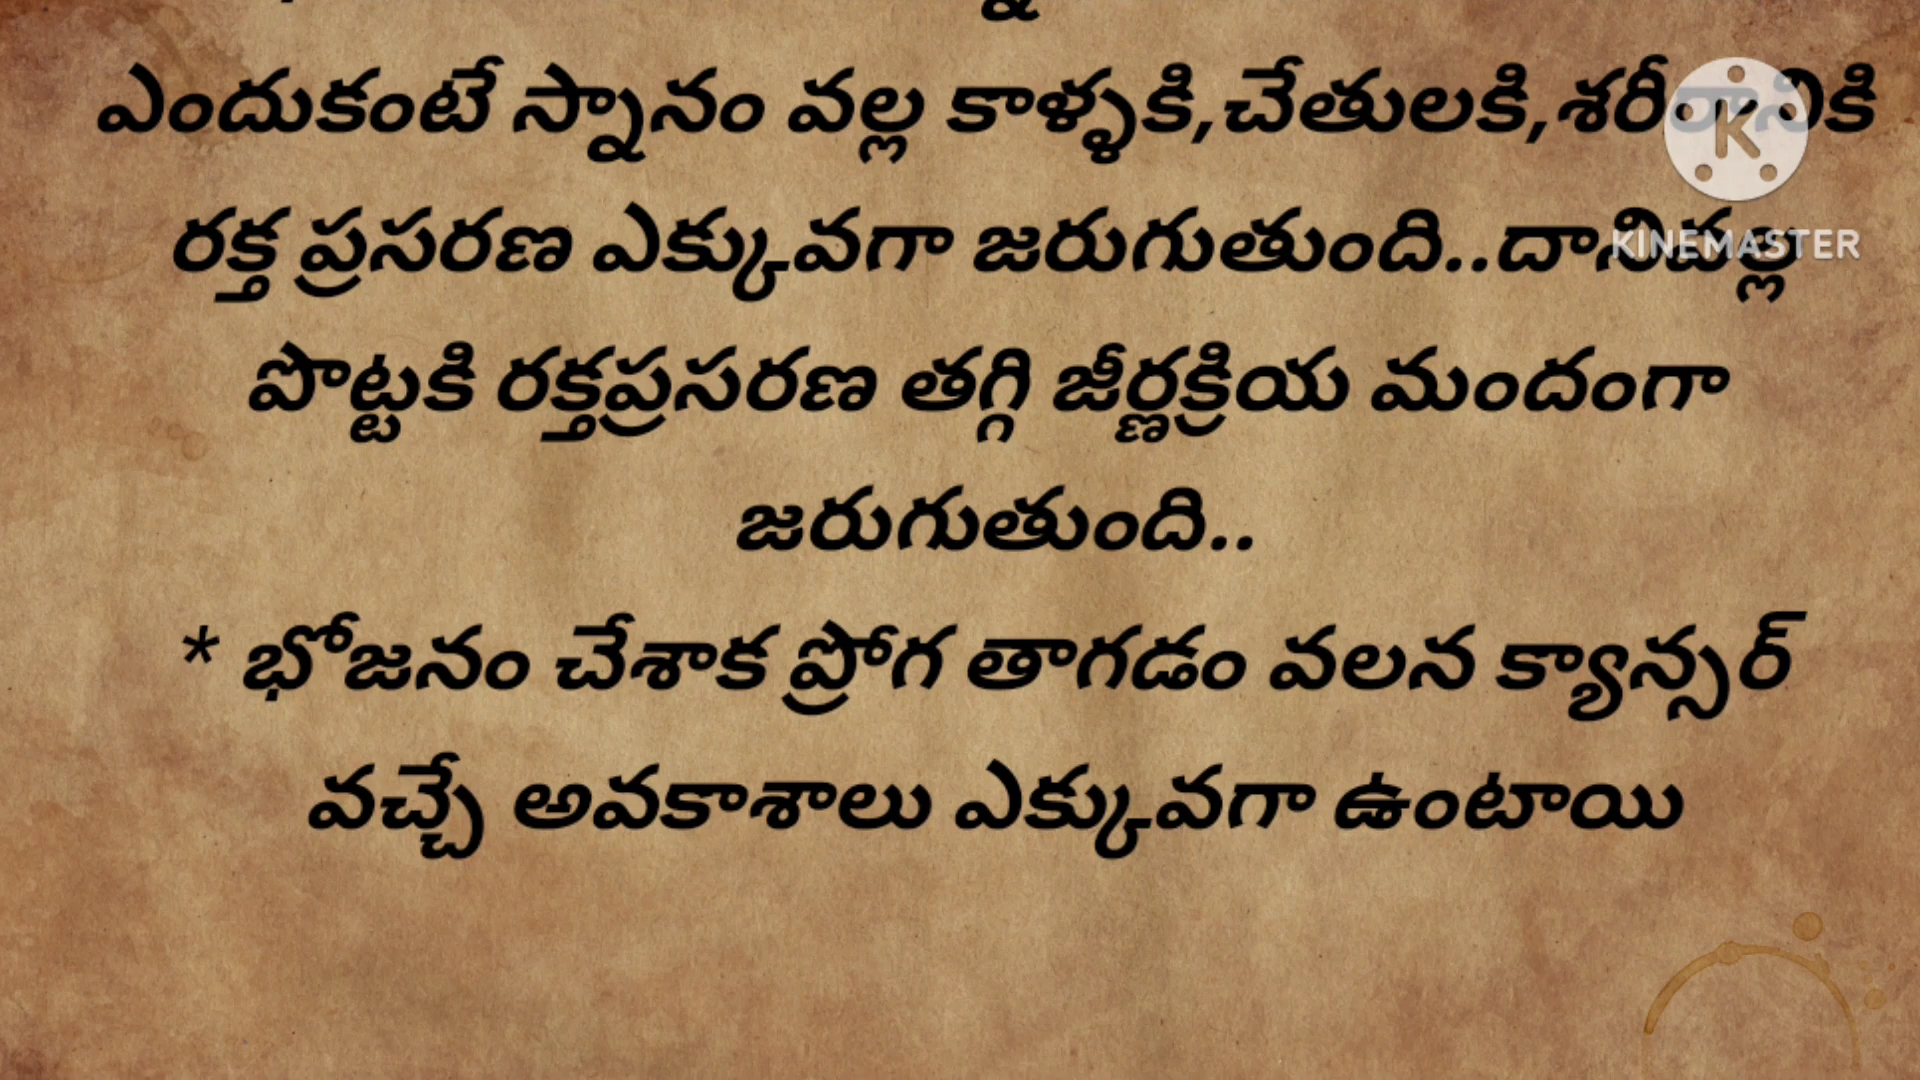 ఎందుకంటే స్నానం వల్ల కాళ్ళకి,చేతులకి,శరీరానికి
రక్త ప్రసరణ ఎక్కువగా జరుగుతుంది..దానివల్ల
KINEMASTER
పొట్టకి రక్తప్రసరణ తగ్గి జీర్ణక్రియ మందంగా
జరుగుతుంది..
* భోజనం చేశాక ప్రోగ తాగడం వలన క్యాన్సర్
వచ్చే అవకాశాలు ఎక్కువగా ఉంటాయి